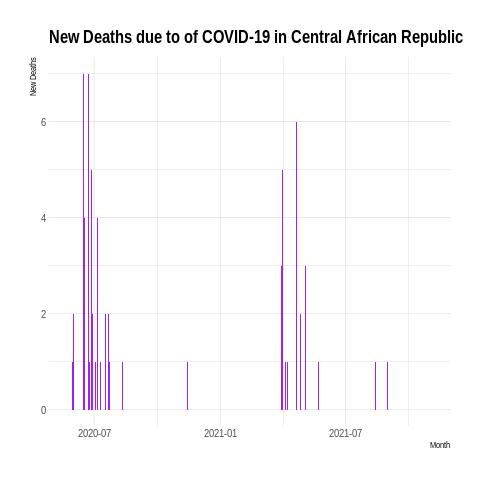 New Deaths due to of COVID-19 in Central African Republic
New Deaths
6
4
2
0
2020-07 2021-01 2021-07
Month